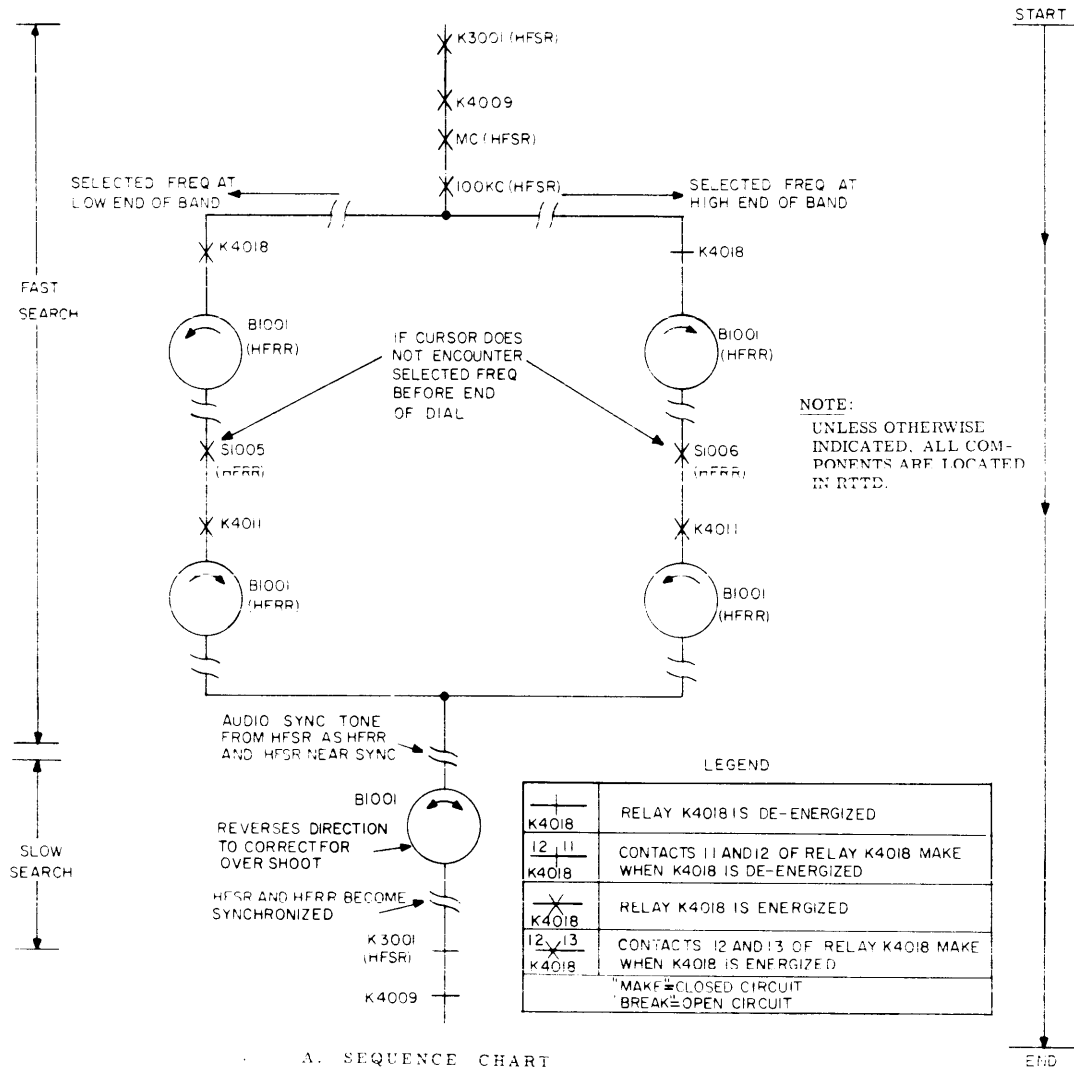 START
K3001 (HFSR)
K4009
MC (HFSR)
100KC (HFSR)
SELECTED FREQ AT
LOW END OF BAND
SELECTED FREQ AT
HIGH END OF BAND
K4018
K4018
FAST
SEARCH
B1001
(HFRR)
IF CURSOR DOES
NOT ENCOUNTER
SELECTED FREQ
BEFORE END
OF DIAL
B1001
(HFRR)
NOTE:
UNLESS OTHERWISE
INDICATED, ALL COM-
PONENTS ARE LOCATED
IN RTTD.
S1005
(HFRR)
S1006
(HFRR)
K4011
K4011
B1001
(HFRR)
B1001
(HFRR)
AUDIO SYNC TONE
FROM HFSR AS HFRR
AND HFSR NEAR SYNC
B1001
REVERSES DIRECTION
TO CORRECT FOR
OVER SHOOT
SLOW
SEARCH
HFSR AND HFRR BECOME
SYNCHRONIZED
K3001
(HFSR)
K4009
LEGEND
K4018
RELAY K4018 IS DE-ENERGIZED
12 11
K4018
CONTACTS 11 AND 12 OF RELAY K4018 MAKE
WHEN K4018 IS DE-ENERGIZED
K4018
RELAY K4018 IS ENERGIZED
12 13
K4018
CONTACTS 12 AND 13 OF RELAY K4018 MAKE
WHEN K4018 IS ENERGIZED
"MAKE"=CLOSED CIRCUIT
"BREAK"=OPEN CIRCUIT
A. SEQUENCE CHART
END